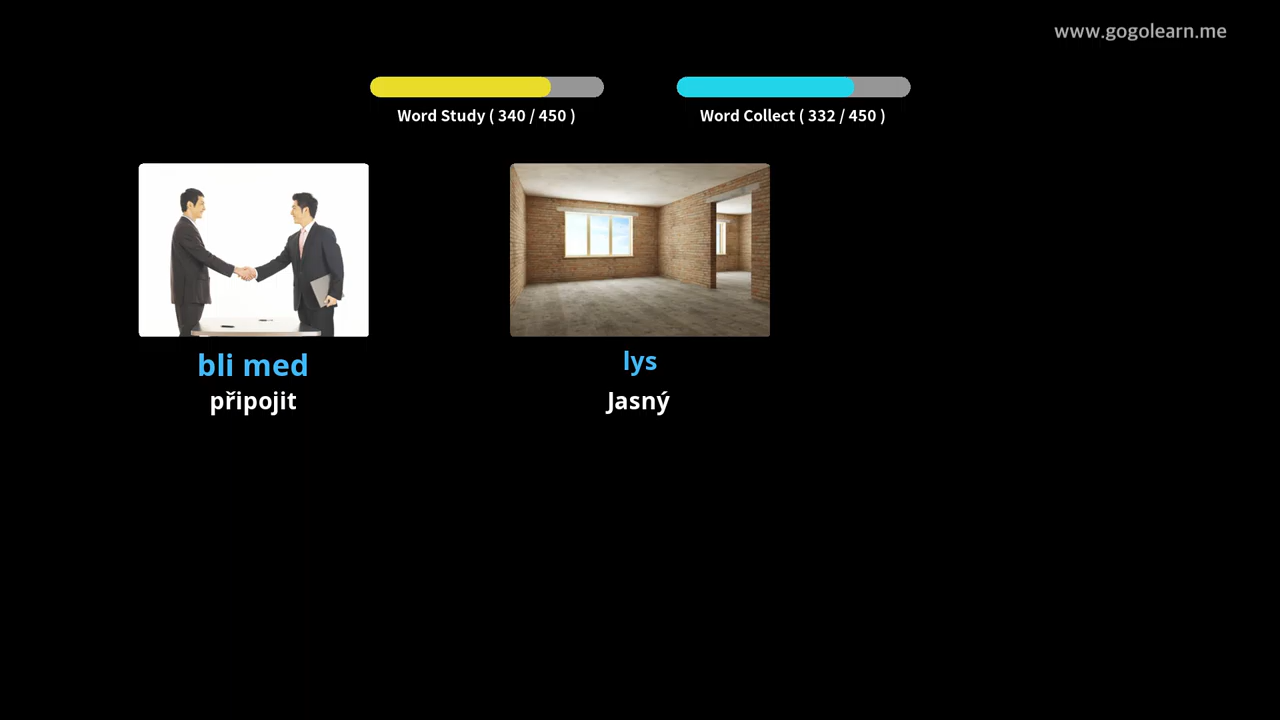 www.gogolearn.me
Word Study ( 340 / 450 )
Word Collect ( 332 / 450 )
bli med
připojit
lys
Jasný